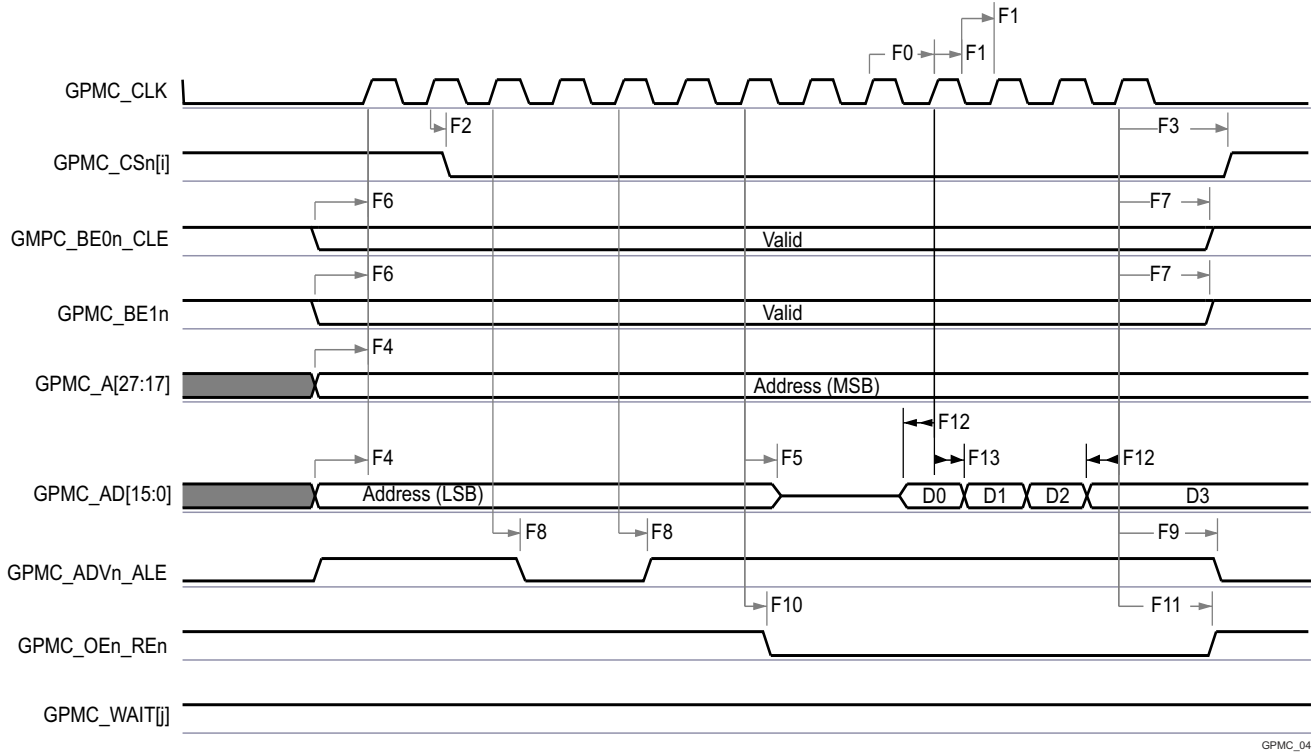 F1
F0 F1
GPMC_CLK
F2 F3
GPMC_CSn[i]
F6 F7
GMPC_BE0n_CLE Valid
F6 F7
GPMC_BE1n Valid
F4
GPMC_A[27:17] Address (MSB)
F12
F4 F5 F13 F12
GPMC_AD[15:0] Address (LSB) D0 D1 D2 D3
F8 F8 F9
GPMC_ADVn_ALE
F10 F11
GPMC_OEn_REn
GPMC_WAIT[j]
GPMC_04